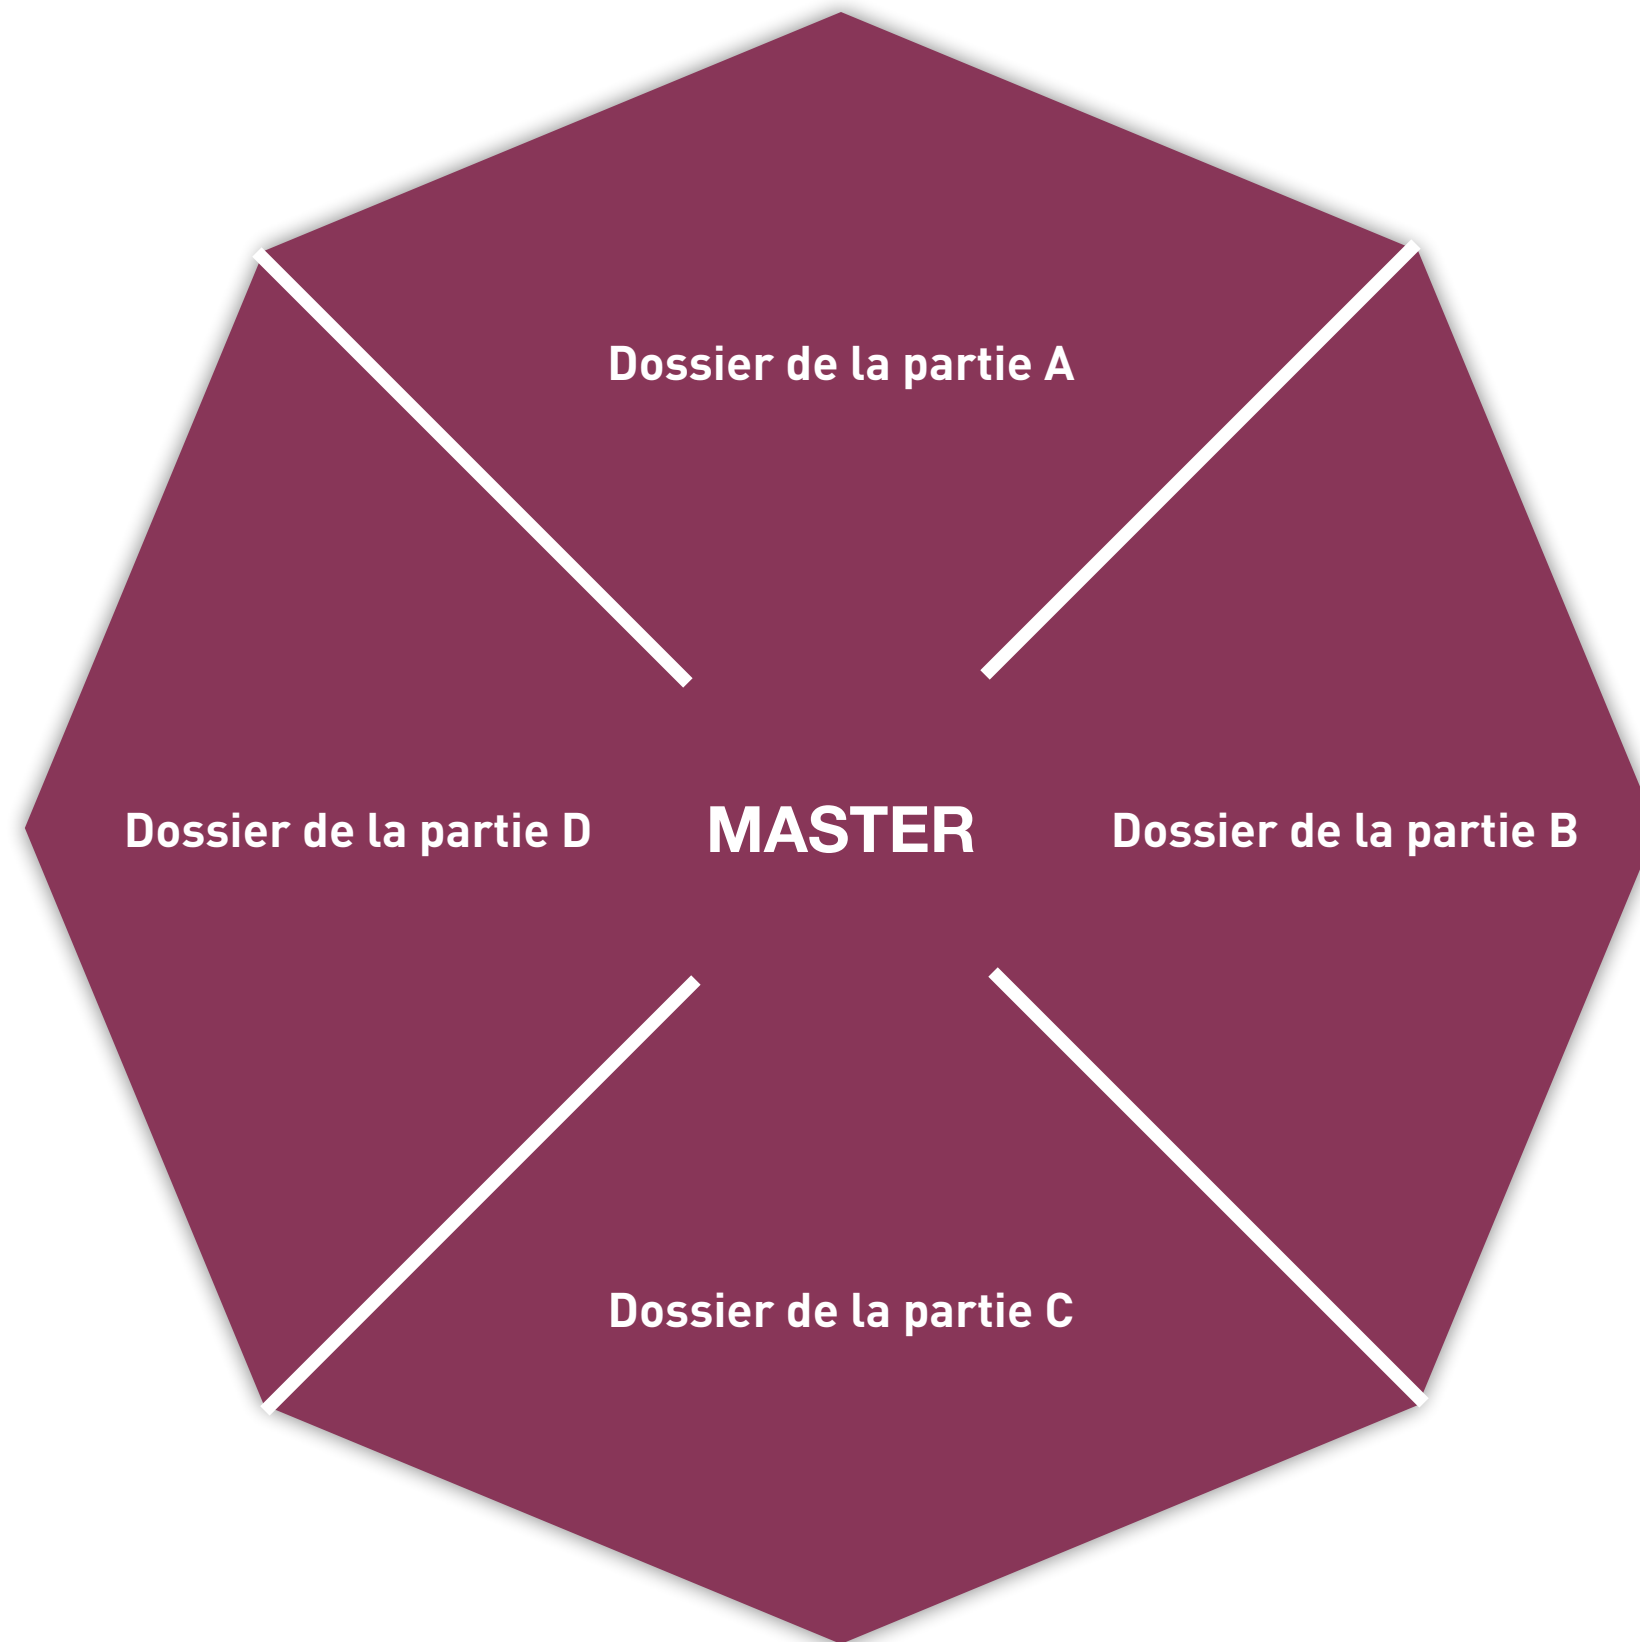 Dossier de la partie A
Dossier de la partie D
MASTER
Dossier de la partie B
Dossier de la partie C